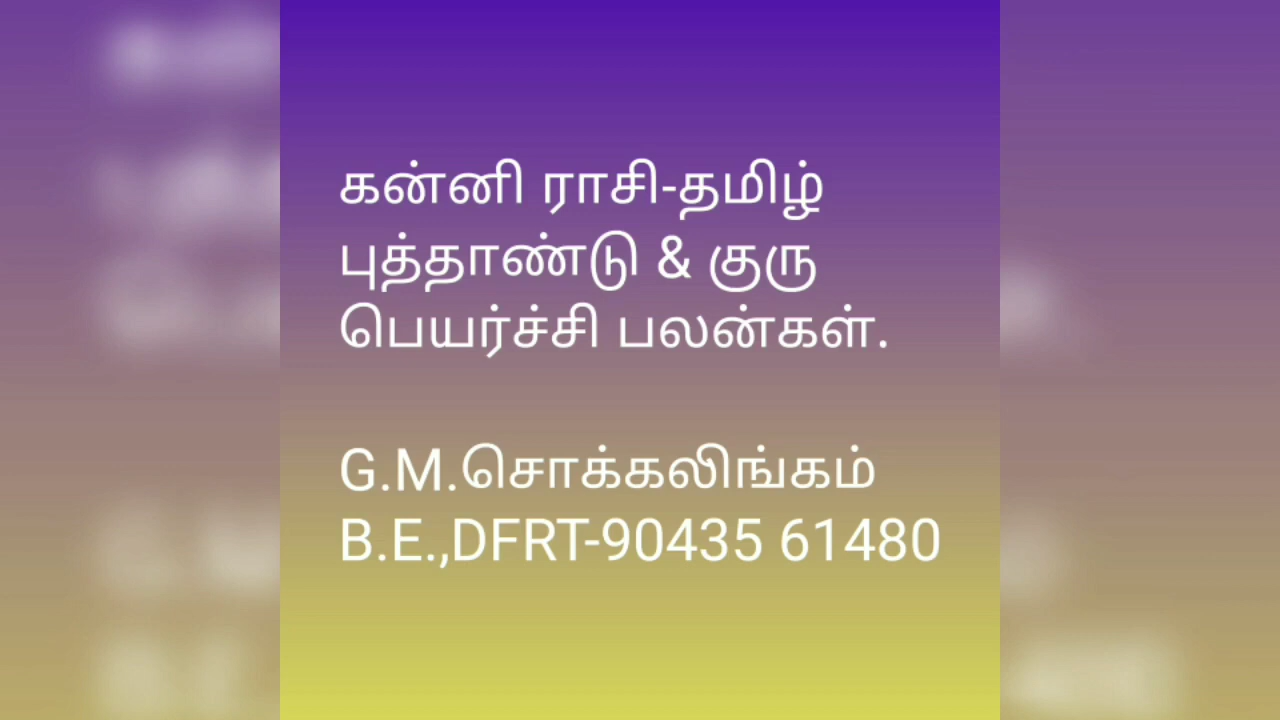 கன்னி ராசி-தமிழ்
புத்தாண்டு & குரு
பெயர்ச்சி பலன்கள்.
G.M.சொக்கலிங்கம்
B.E.,DFRT-90435 61480